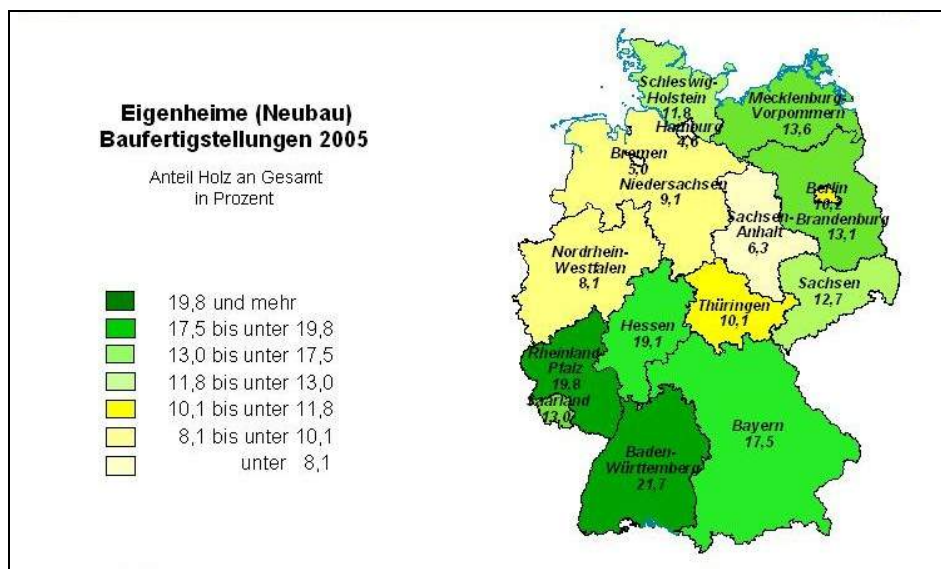 Eigenheime (Neubau)
Baufertigstellungen 2005
Anteil Holz an Gesamt
in Prozent
19,8 und mehr
17,5 bis unter 19,8
13,0 bis unter 17,5
11,8 bis unter 13,0
10,1 bis unter 11,8
8,1 bis unter 10,1
unter 8,1
Schleswig-
Holstein
11,8
Mecklenburg-
Vorpommern
13,6
Hamburg
4,6
Bremen
5,0
Niedersachsen
9,1
Berlin
10,2
Brandenburg
13,1
Sachsen-
Anhalt
6,3
Nordrhein-
Westfalen
8,1
Sachsen
12,7
Thüringen
10,1
Hessen
19,1
Rheinland-
Pfalz
19,8
Saarland
13,0
Bayern
17,5
Baden-
Württemberg
21,7